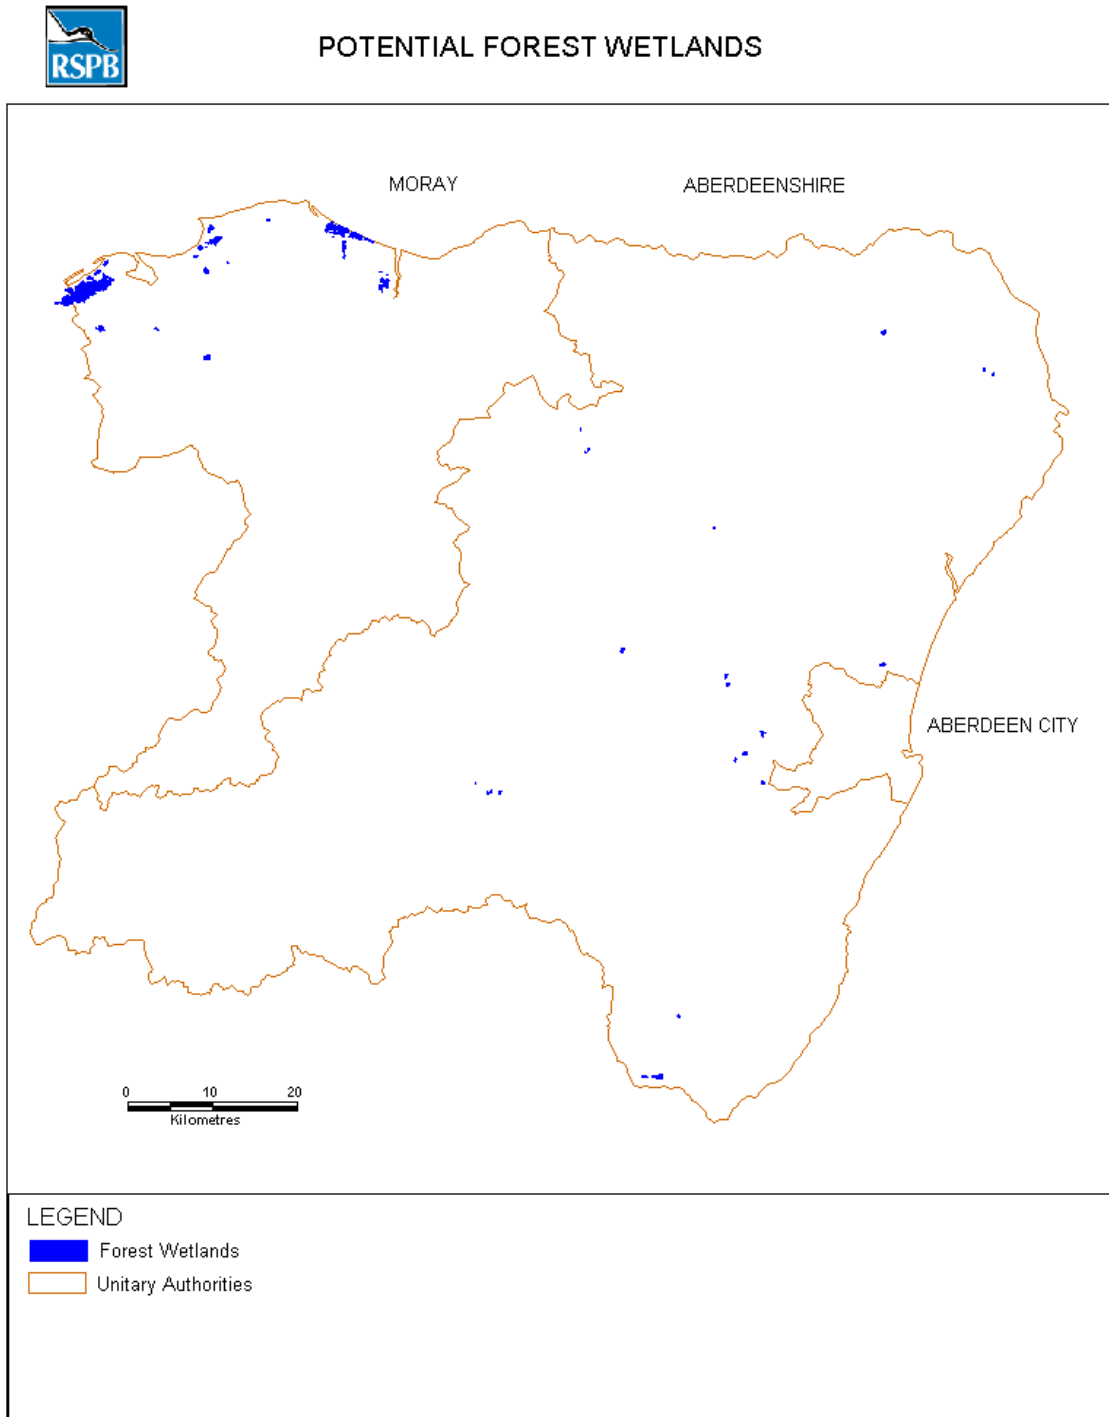 RSPB
POTENTIAL FOREST WETLANDS
MORAY
ABERDEENSHIRE
ABERDEEN CITY
0 10 20
Kilometres
LEGEND
Forest Wetlands
Unitary Authorities